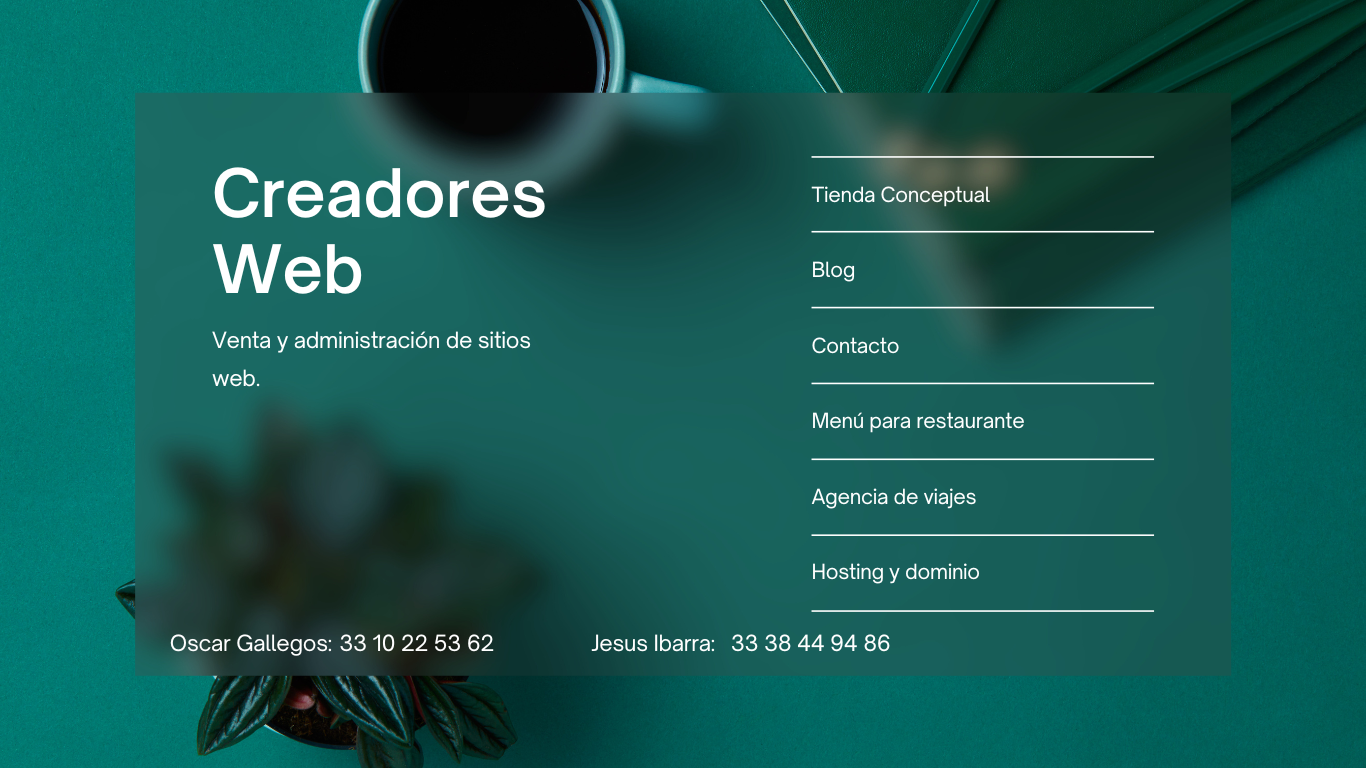 Creadores
Web
Venta y administración de sitios
web.
Tienda Conceptual
Blog
Contacto
Menú para restaurante
Agencia de viajes
Hosting y dominio
Oscar Gallegos: 33 10 22 53 62
Jesus Ibarra: 33 38 44 94 86